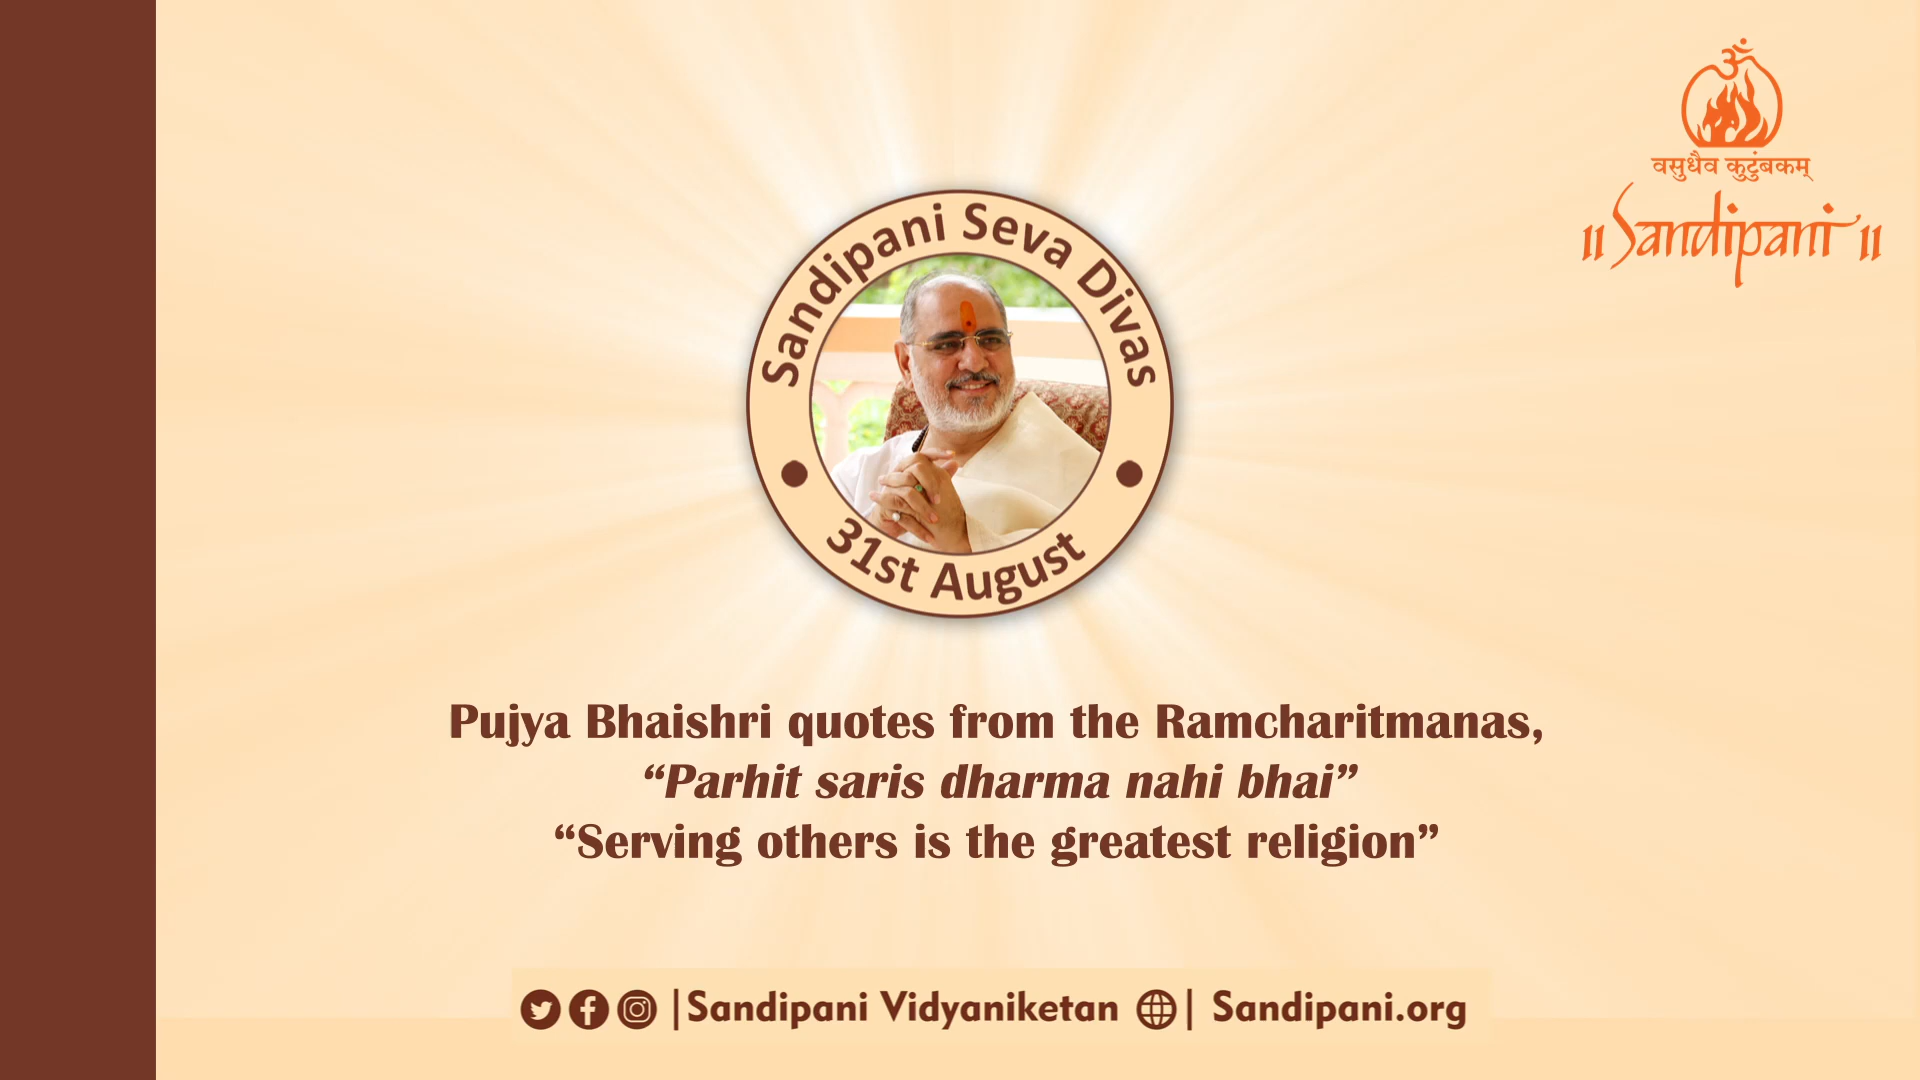 ॐ
वसुधैव कुटुंबकम्
॥ Sandipani ॥
Sandipani Seva Divas
31st August
Pujya Bhaishri quotes from the Ramcharitmanas,
“Parhit saris dharma nahi bhai”
“Serving others is the greatest religion”
|Sandipani Vidyaniketan | Sandipani.org